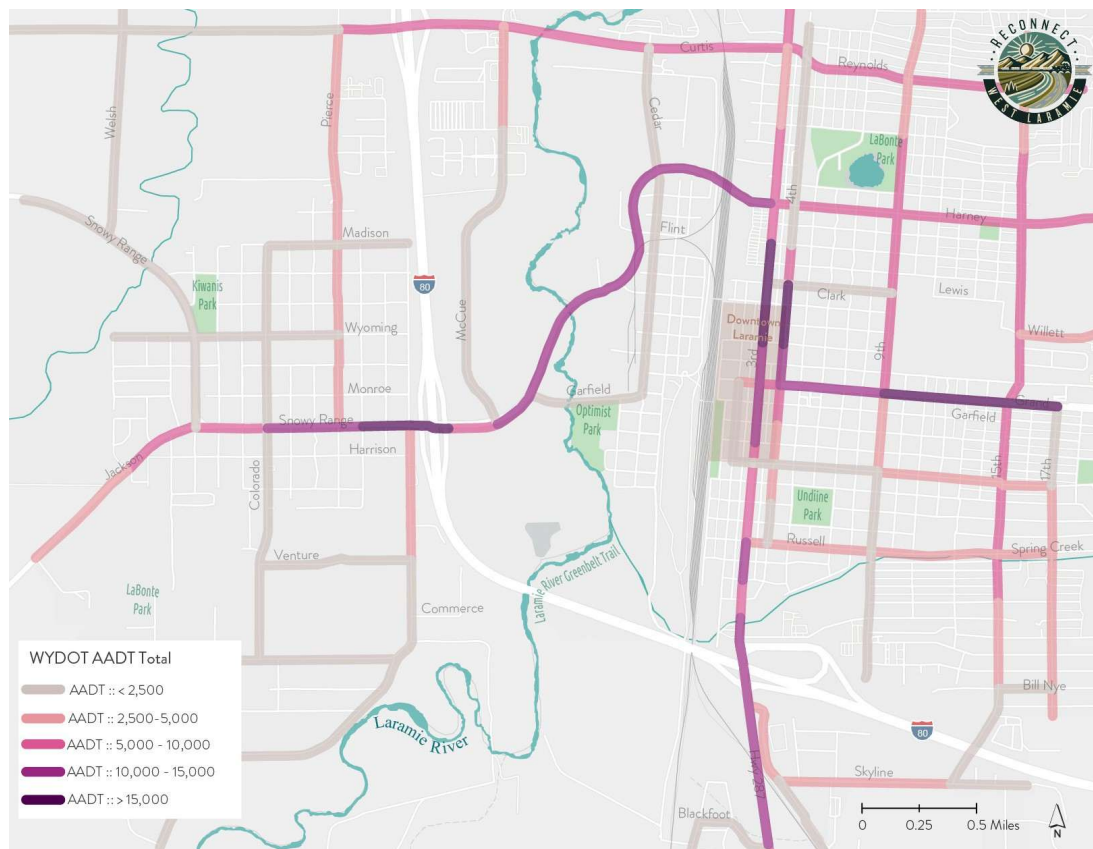 Curtis
Reynolds
RECONNECT
WEST LARAMIE
Welsh
Pierce
Cedar
LaBonte
Park
4th
Harney
Snowy Range
Madison
Flint
Kiwanis
Park
80
McCue
Clark
Lewis
Wyoming
Downtown
Laramie
3rd
9th
Willett
Monroe
Garfield
Grand
Garfield
Snowy Range
Optimist
Park
Harrison
Jackson
Colorado
15th
17th
Undiine
Park
Russell
Spring Creek
Venture
Laramie River Greenbelt Trail
LaBonte
Park
Commerce
WYDOT AADT Total
AADT :: < 2,500
AADT :: 2,500-5,000
AADT :: 5,000 - 10,000
AADT :: 10,000 - 15,000
AADT :: > 15,000
Laramie River
Bill Nye
80
Hwy 287
Skyline
Blackfoot
0 0.25 0.5 Miles
N